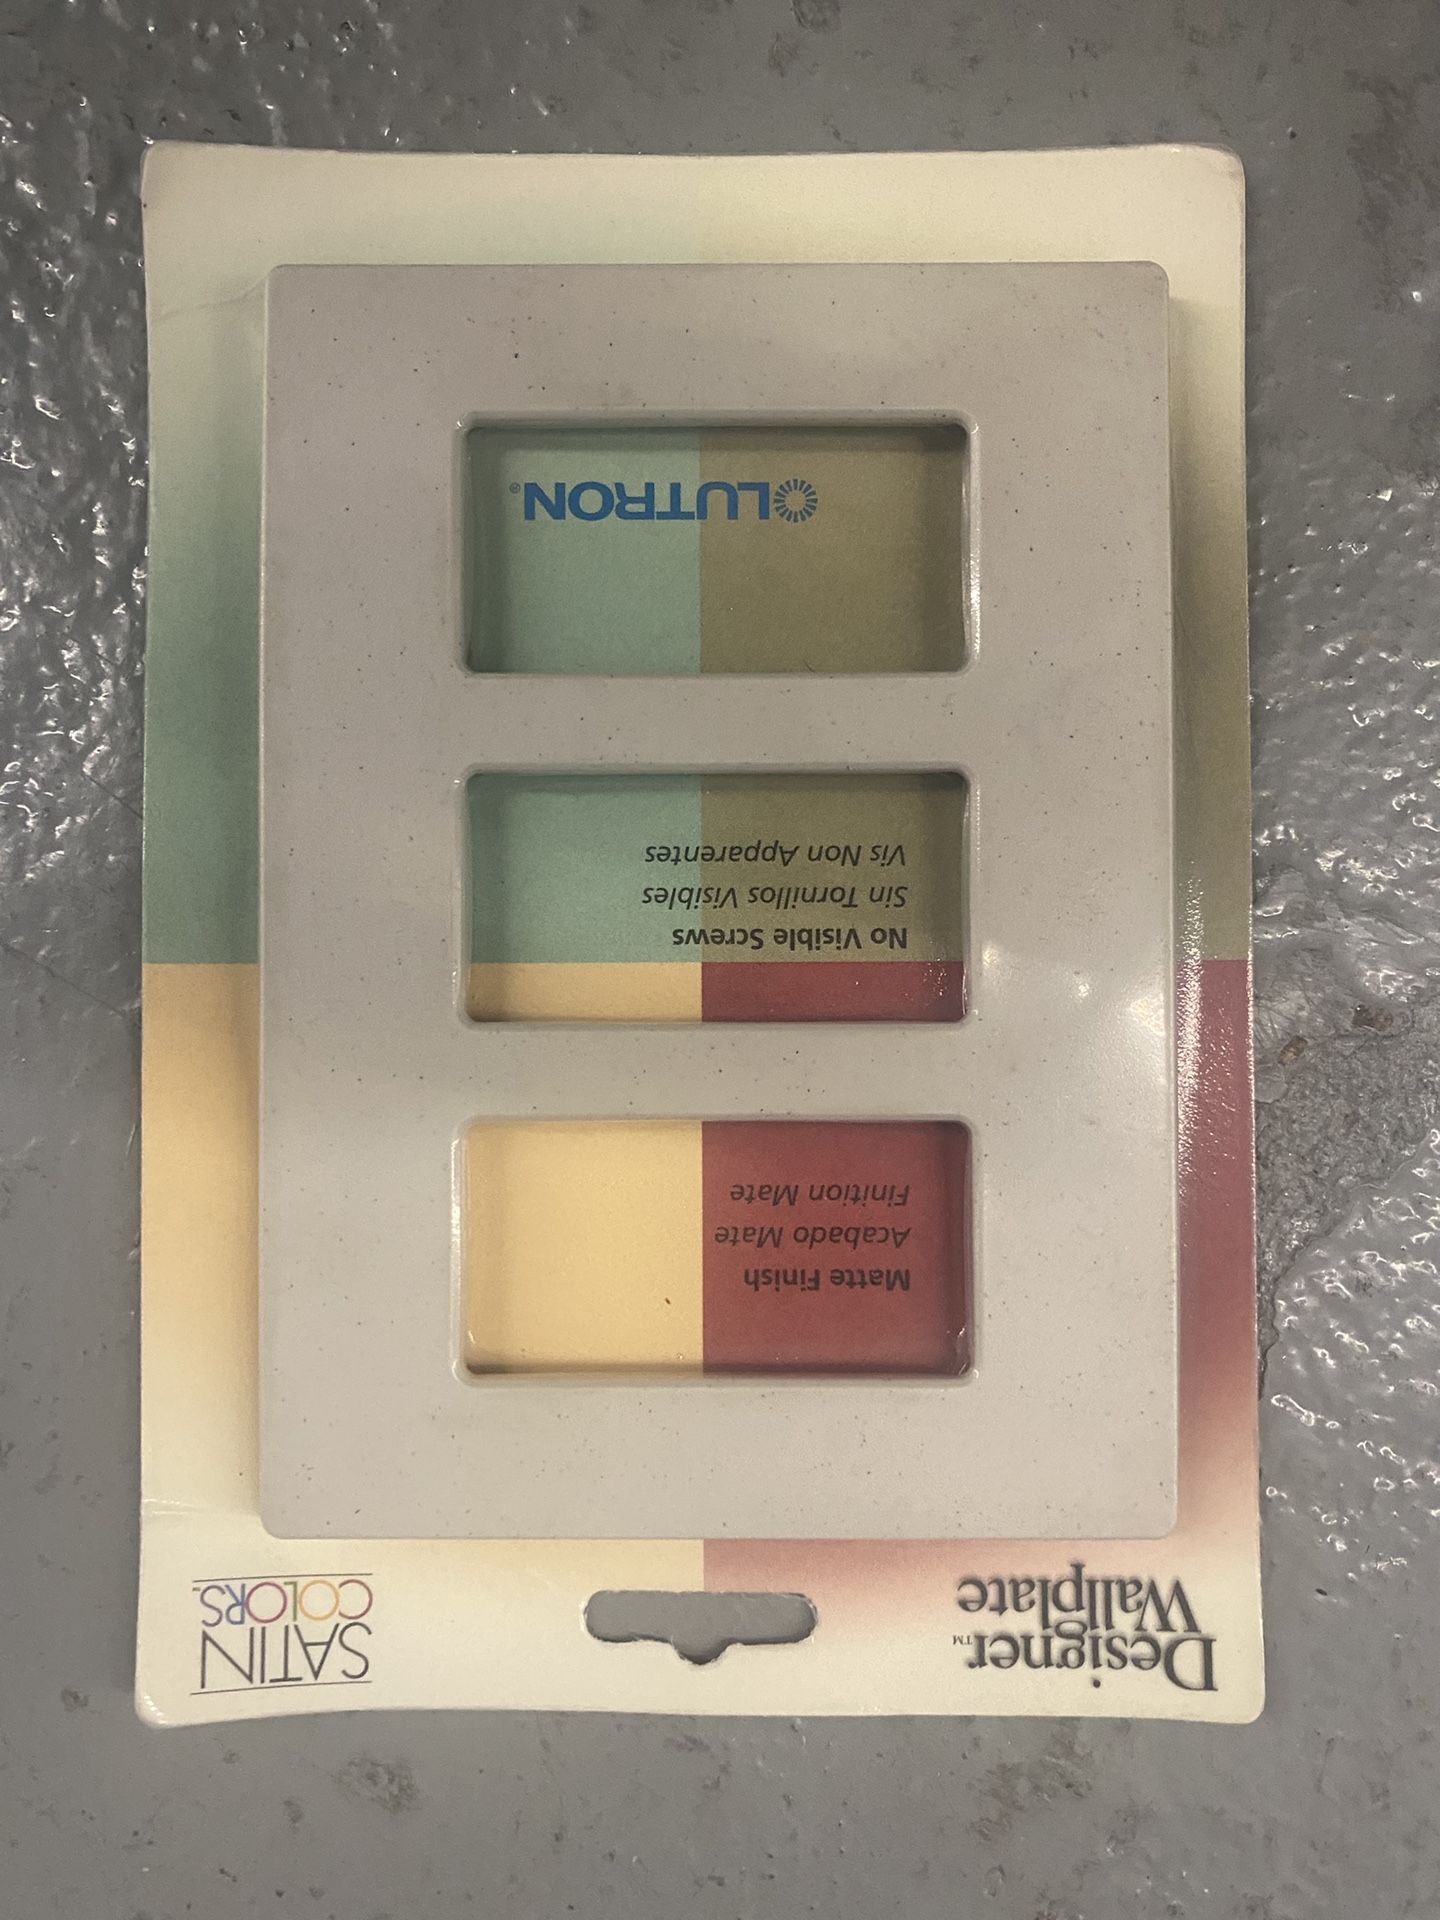 Designer™
Wallplate
SATIN
COLORS™
Matte Finish
Acabado Mate
Finition Mate
No Visible Screws
Sin Tornillos Visibles
Vis Non Apparentes
LUTRON®